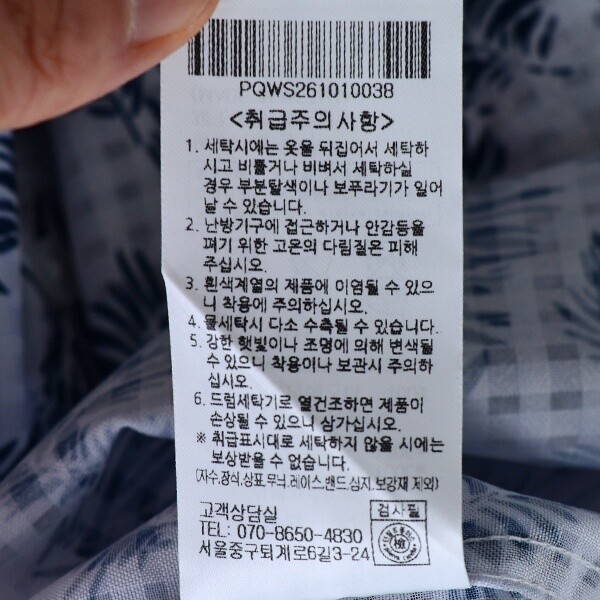 PQWS261010038
<취급주의사항>
1. 세탁시에는 옷을 뒤집어서 세탁하
시고 비틀거나 비벼서 세탁하실
경우 부분탈색이나 보푸라기가 일어
날 수 있습니다.
2. 난방기구에 접근하거나 안감등을
펴기 위한 고온의 다림질은 피해
주십시오.
3. 흰색계열의 제품에 이염될 수 있으
니 착용에 주의하십시오.
4. 물세탁시 다소 수축될 수 있습니다.
5. 강한 햇빛이나 조명에 의해 변색될
수 있으니 착용이나 보관시 주의하
십시오.
6. 드럼세탁기로 열건조하면 제품이
손상될 수 있으니 삼가십시오.
※ 취급표시대로 세탁하지 않을 시에는
보상받을 수 없습니다.
(자수,장식,상표,무늬,레이스,밴드,심지,보강재 제외)
고객상담실
TEL: 070-8650-4830
서울중구퇴계로6길3-24
검사필